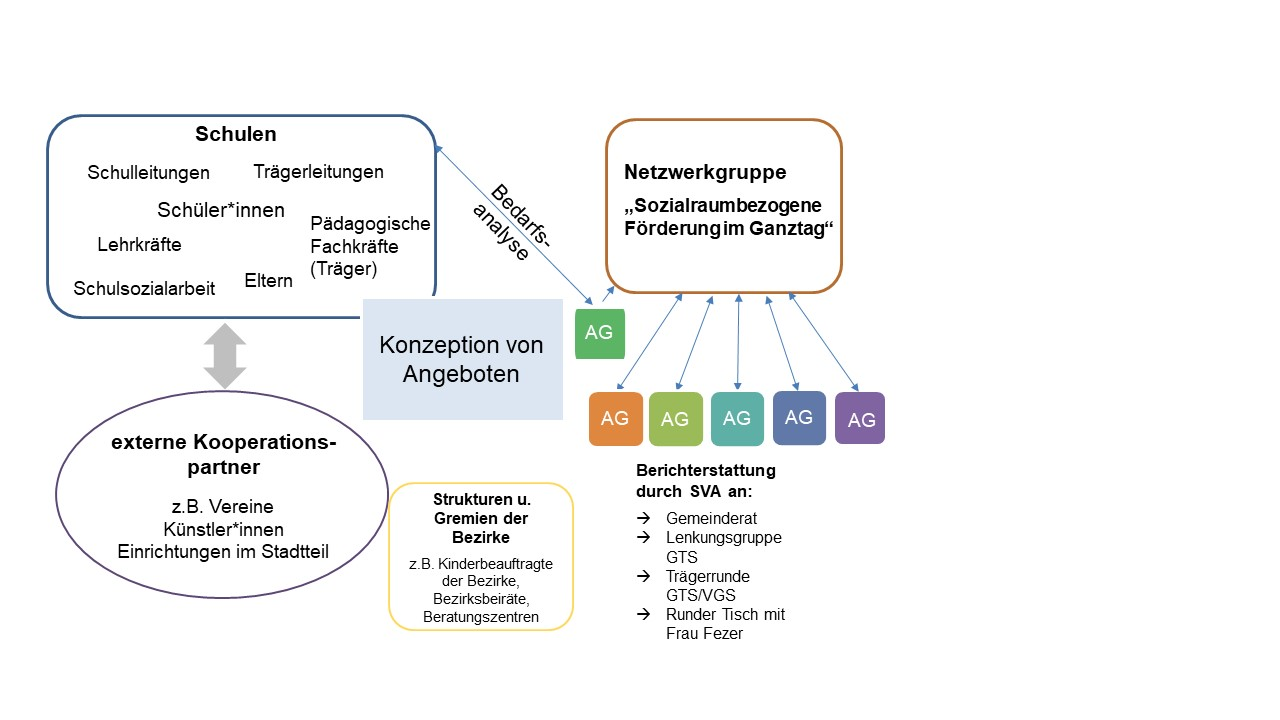 Schulen
Schulleitungen
Trägerleitungen
Schüler*innen
Lehrkräfte
Pädagogische
Fachkräfte
(Träger)
Schulsozialarbeit
Eltern
Bedarfs-
analyse
Netzwerkgruppe
„Sozialraumbezogene
Förderung im Ganztag“
Konzeption von
Angeboten
AG
AG
AG
AG
AG
AG
externe Kooperations-
partner
z.B. Vereine
Künstler*innen
Einrichtungen im Stadtteil
Strukturen u.
Gremien der
Bezirke
z.B. Kinderbeauftragte
der Bezirke,
Bezirksbeiräte,
Beratungszentren
Berichterstattung
durch SVA an:
→ Gemeinderat
→ Lenkungsgruppe
GTS
→ Trägerrunde
GTS/VGS
→ Runder Tisch mit
Frau Fezer